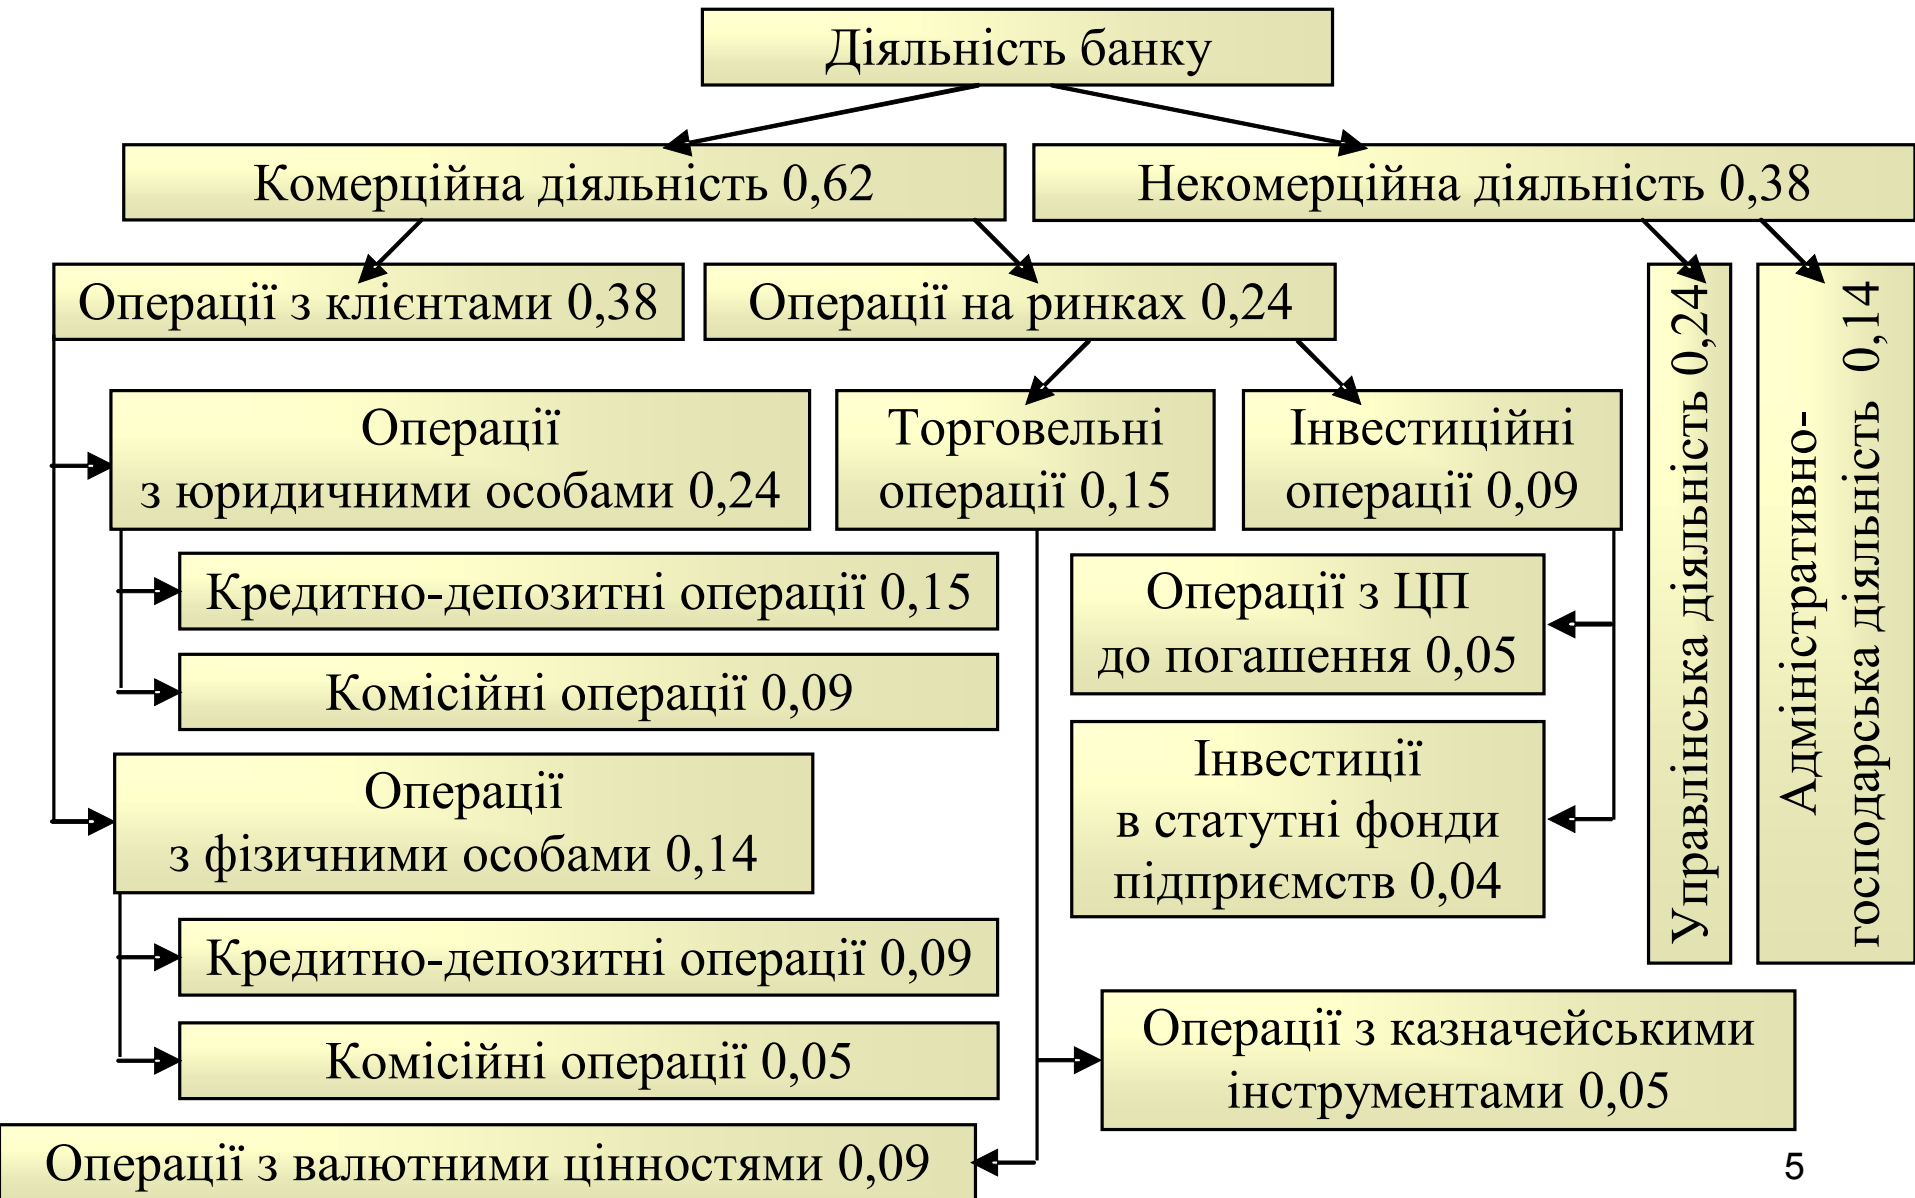 Діяльність банку
Комерційна діяльність 0,62
Некомерційна діяльність 0,38
Операції з клієнтами 0,38
Операції на ринках 0,24
Управлінська діяльність 0,24
Адміністративно-
господарська діяльність 0,14
Операції
з юридичними особами 0,24
Торговельні
операції 0,15
Інвестиційні
операції 0,09
Кредитно-депозитні операції 0,15
Комісійні операції 0,09
Операції з ЦП
до погашення 0,05
Інвестиції
в статутні фонди
підприємств 0,04
Операції
з фізичними особами 0,14
Кредитно-депозитні операції 0,09
Комісійні операції 0,05
Операції з казначейськими
інструментами 0,05
Операції з валютними цінностями 0,09
5